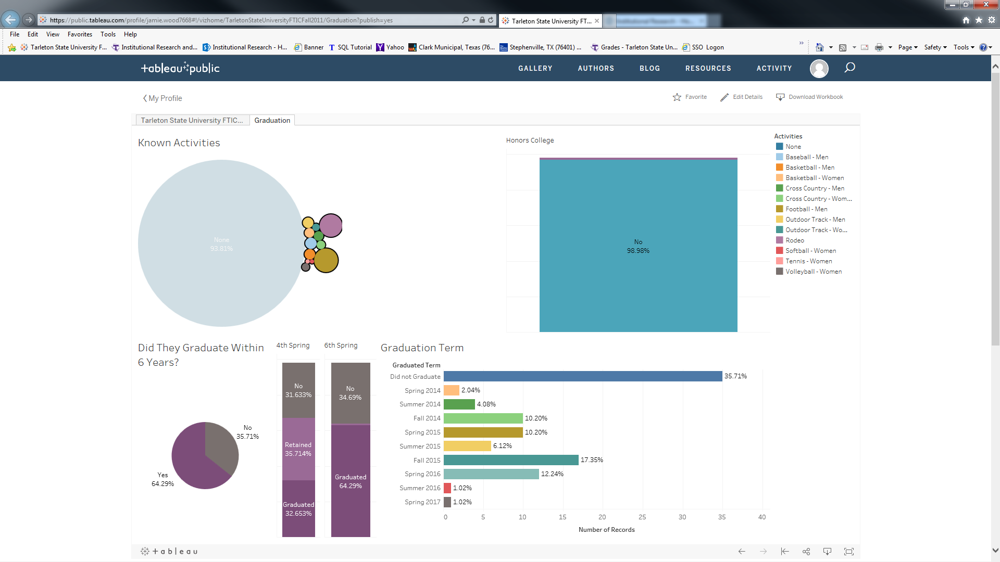 https://public.tableau.com/profile/jamie.wood7668#!/vizhome/TarletonStateUniversityFTICFall2011/Graduation?publish=yes
Tarleton State University FT...
File Edit View Favorites Tools Help
Tarleton State University F... Institutional Research and... Institutional Research - H... Banner SQL Tutorial Yahoo Clark Municipal, Texas (76... Stephenville, TX (76401) ... Grades - Tarleton State Un... SSO Logon
Page Safety Tools
tableau public
GALLERY AUTHORS BLOG RESOURCES ACTIVITY
My Profile
Favorite Edit Details Download Workbook
Tarleton State University FTIC... Graduation
Known Activities
None
93.81%
Honors College
No
98.98%
Activities
None
Baseball - Men
Basketball - Men
Basketball - Women
Cross Country - Men
Cross Country - Wom...
Football - Men
Outdoor Track - Men
Outdoor Track - Wo...
Rodeo
Softball - Women
Tennis - Women
Volleyball - Women
Did They Graduate Within
6 Years?
No
35.71%
Yes
64.29%
4th Spring
No
31.633%
Retained
35.714%
Graduated
32.653%
6th Spring
No
34.69%
Graduated
64.29%
Graduation Term
Graduated Term
Did not Graduate 35.71%
Spring 2014 2.04%
Summer 2014 4.08%
Fall 2014 10.20%
Spring 2015 10.20%
Summer 2015 6.12%
Fall 2015 17.35%
Spring 2016 12.24%
Summer 2016 1.02%
Spring 2017 1.02%
0 5 10 15 20 25 30 35 40
Number of Records
tableau